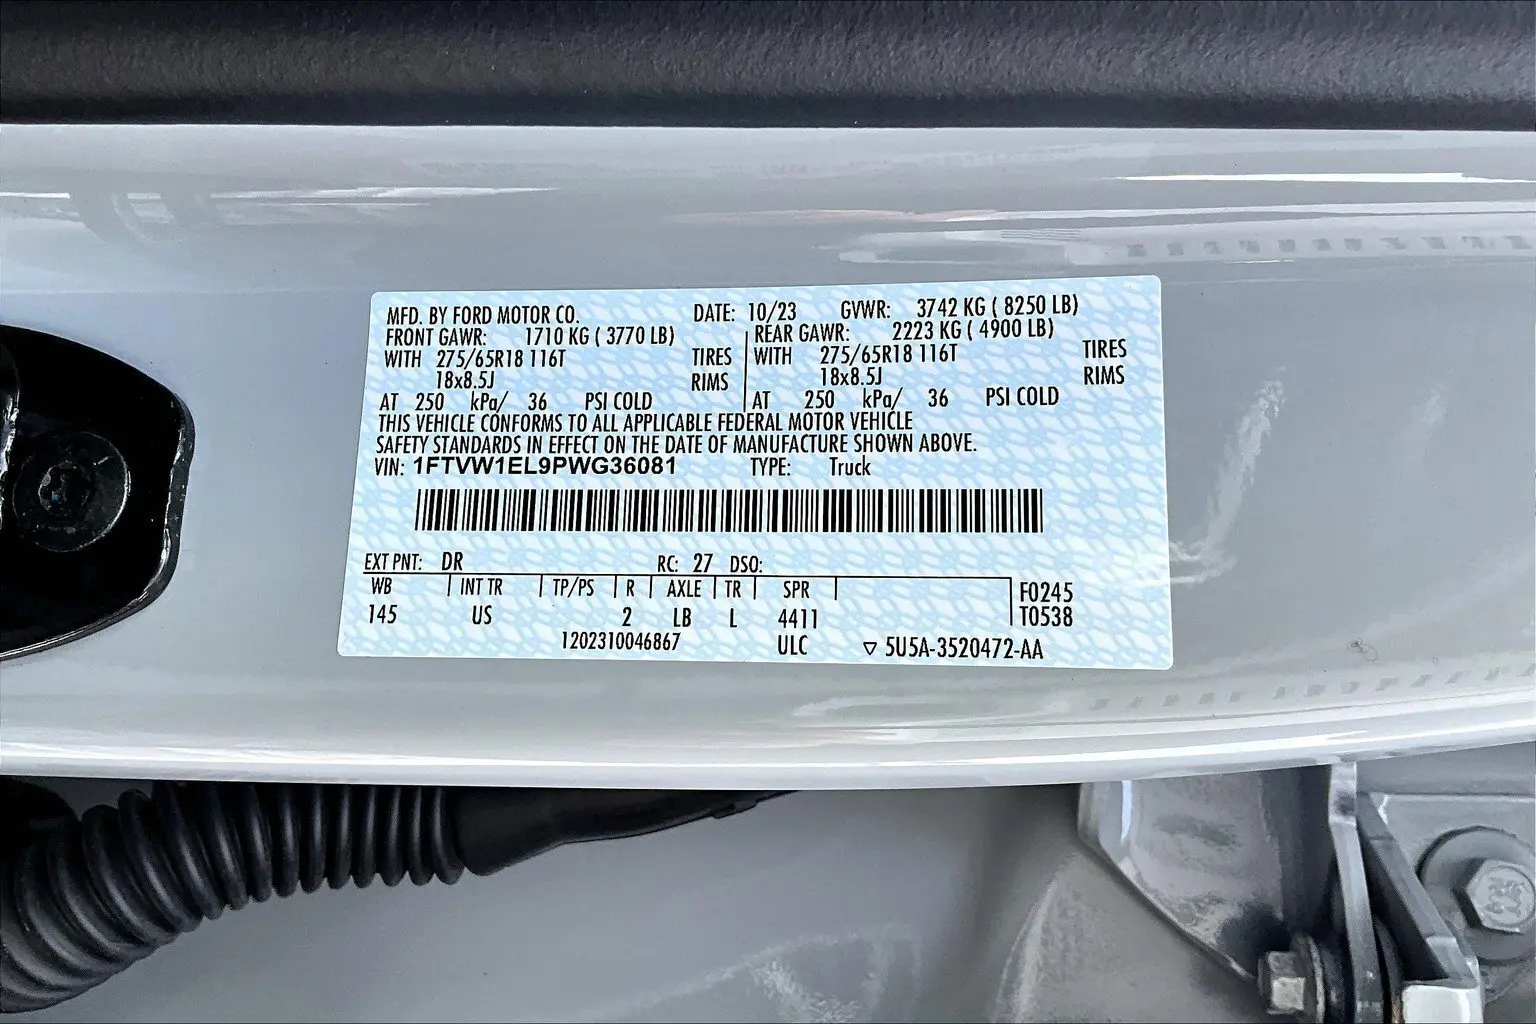 MFD. BY FORD MOTOR CO. DATE: 10/23 GVWR: 3742 KG ( 8250 LB)
FRONT GAWR: 1710 KG ( 3770 LB) REAR GAWR: 2223 KG ( 4900 LB)
WITH 275/65R18 116T TIRES WITH 275/65R18 116T TIRES
18x8.5J RIMS 18x8.5J RIMS
AT 250 kPa/ 36 PSI COLD AT 250 kPa/ 36 PSI COLD
THIS VEHICLE CONFORMS TO ALL APPLICABLE FEDERAL MOTOR VEHICLE
SAFETY STANDARDS IN EFFECT ON THE DATE OF MANUFACTURE SHOWN ABOVE.
VIN: 1FTVW1EL9PWG36081 TYPE: Truck
EXT PNT: DR RC: 27 DSO:
WB INT TR TP/PS R AXLE TR SPR F0245
145 US 2 LB L 4411 T0538
1202310046867 ULC ▽ 5U5A-3520472-AA